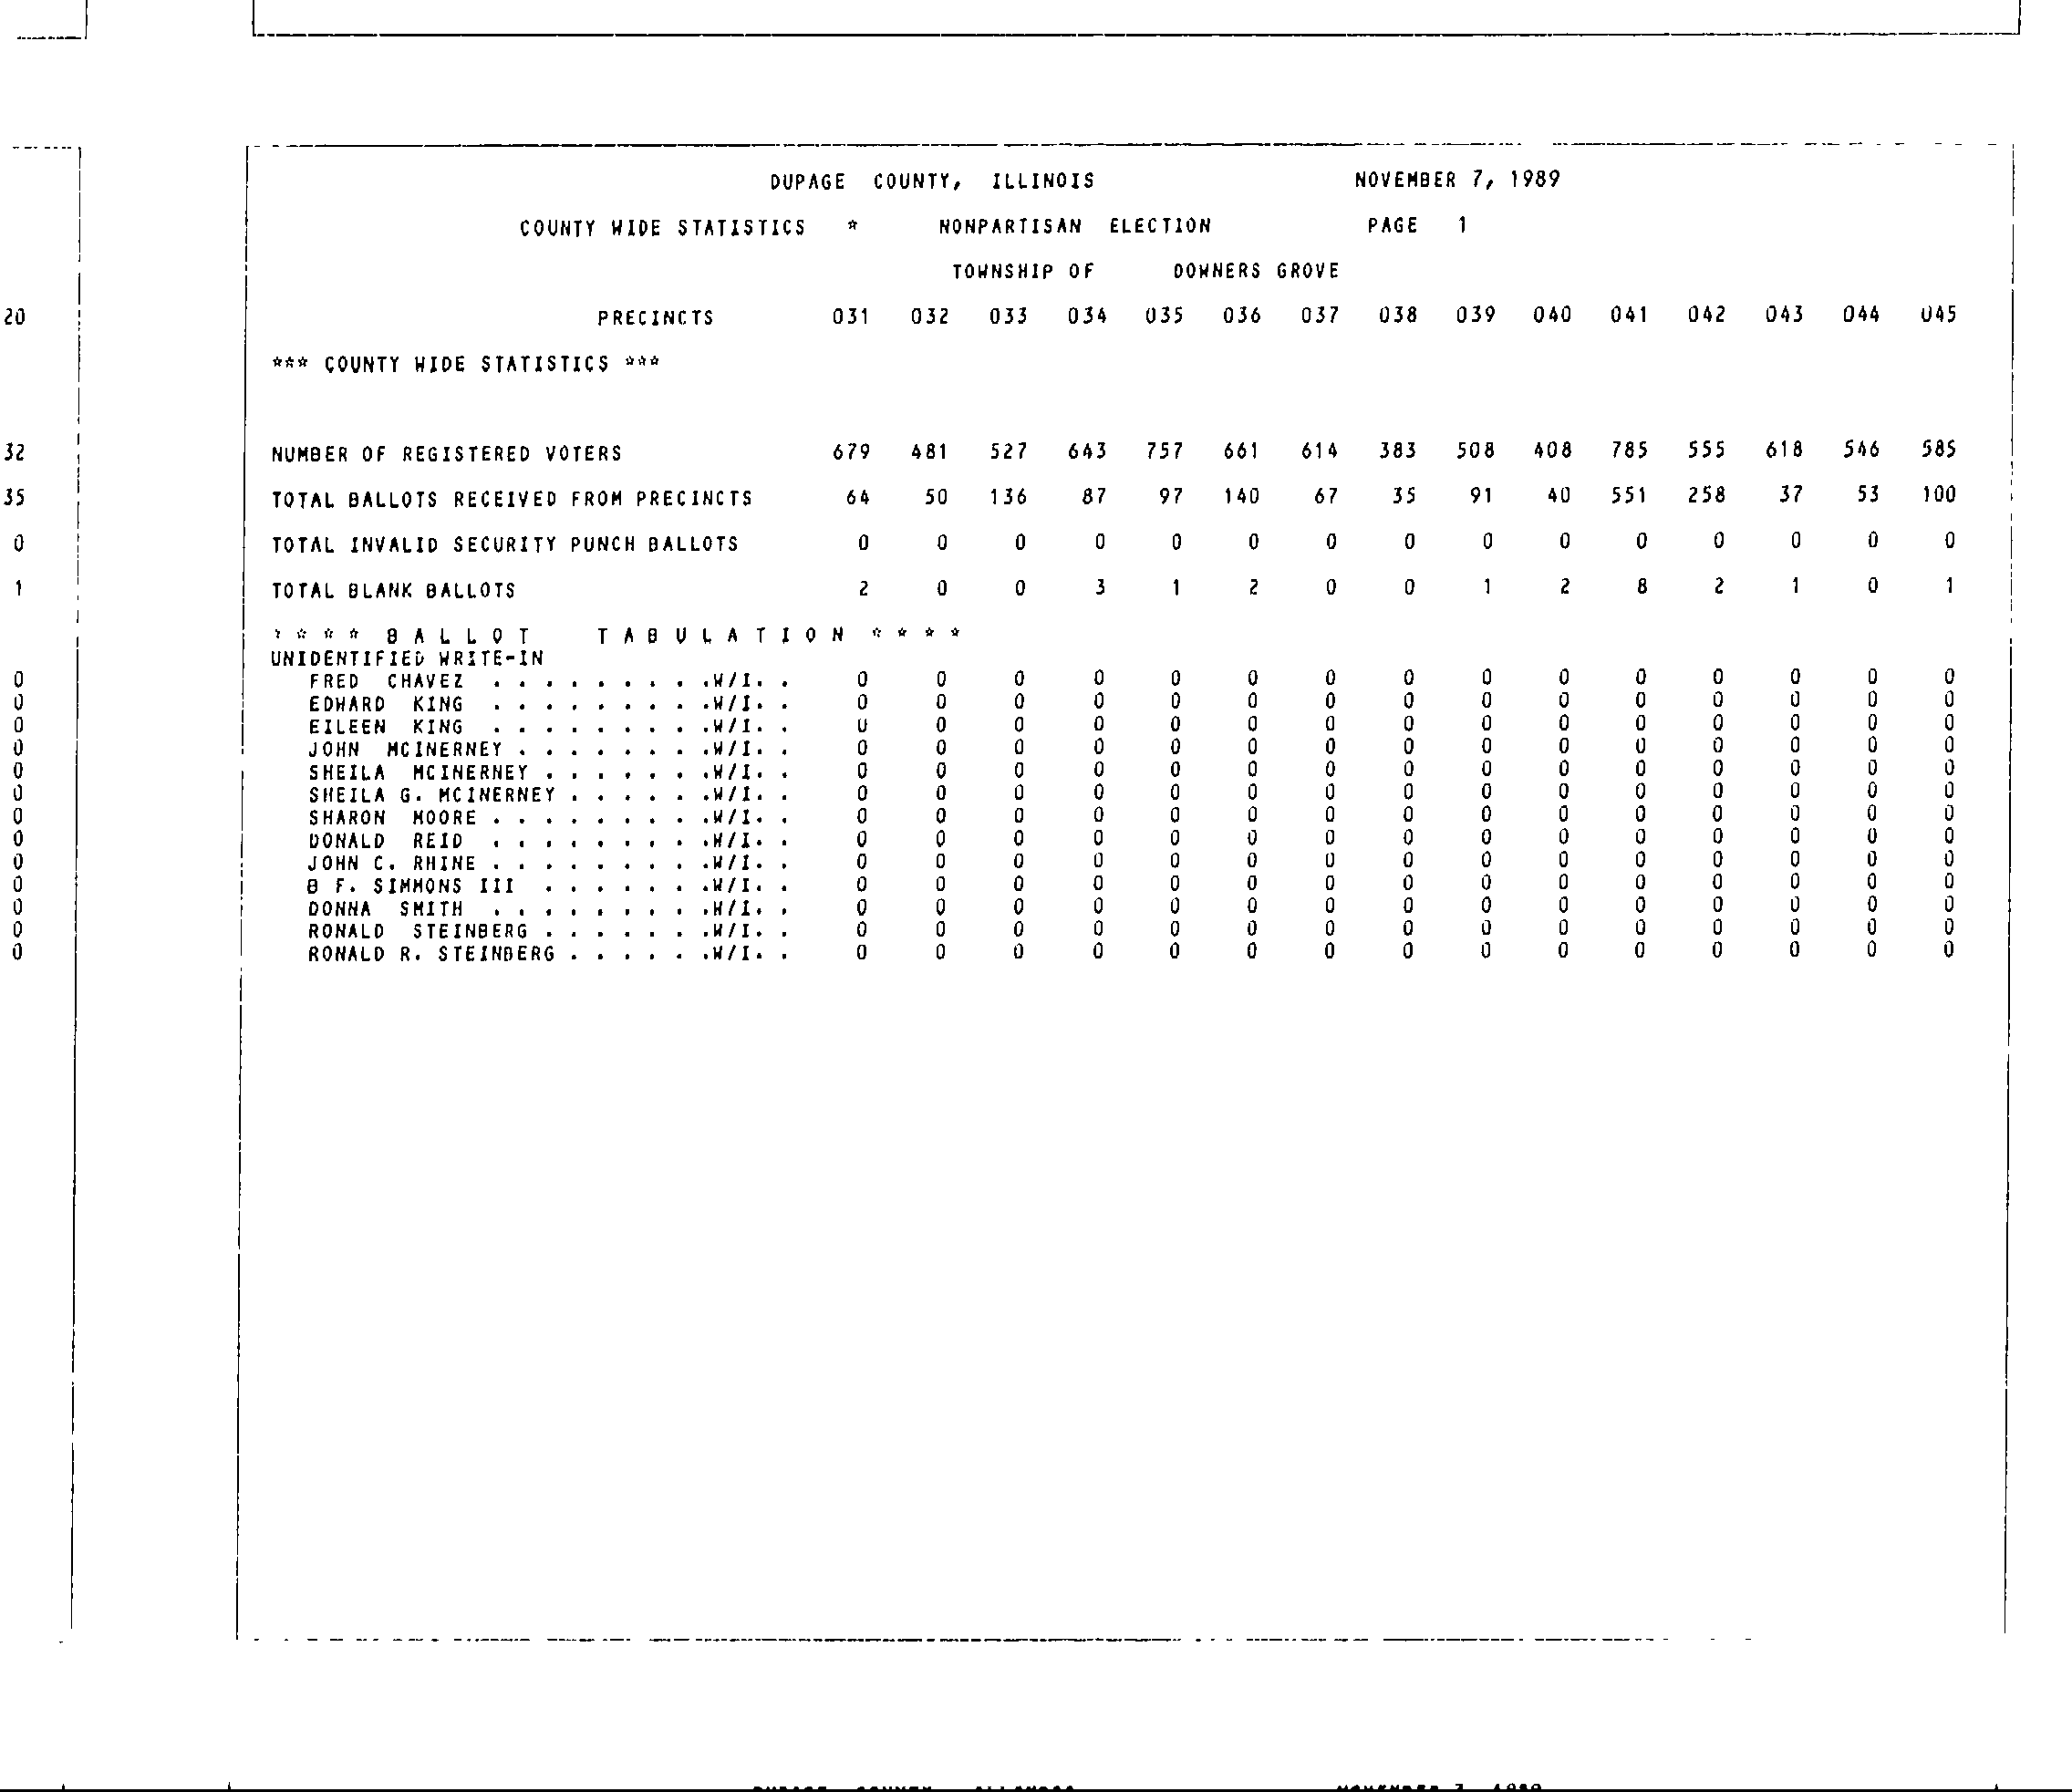 DUPAGE COUNTY, ILLINOIS NOVEMBER 7, 1989
COUNTY WIDE STATISTICS * NONPARTISAN ELECTION PAGE 1
TOWNSHIP OF DOWNERS GROVE
20 PRECINCTS 031 032 033 034 035 036 037 038 039 040 041 042 043 044 045
*** COUNTY WIDE STATISTICS ***
32 NUMBER OF REGISTERED VOTERS 679 481 527 643 757 661 614 383 508 408 785 555 618 546 585
35 TOTAL BALLOTS RECEIVED FROM PRECINCTS 64 50 136 87 97 140 67 35 91 40 551 258 37 53 100
0 TOTAL INVALID SECURITY PUNCH BALLOTS 0 0 0 0 0 0 0 0 0 0 0 0 0 0 0
1 TOTAL BLANK BALLOTS 2 0 0 3 1 2 0 0 1 2 8 2 1 0 1
* * * * B A L L O T T A B U L A T I O N * * * *
UNIDENTIFIED WRITE-IN
0 FRED CHAVEZ . . . . . . . . .W/I. . 0 0 0 0 0 0 0 0 0 0 0 0 0 0 0
0 EDWARD KING . . . . . . . . .W/I. . 0 0 0 0 0 0 0 0 0 0 0 0 0 0 0
0 EILEEN KING . . . . . . . . .W/I. . 0 0 0 0 0 0 0 0 0 0 0 0 0 0 0
0 JOHN MCINERNEY . . . . . . . .W/I. . 0 0 0 0 0 0 0 0 0 0 0 0 0 0 0
0 SHEILA MCINERNEY . . . . . . .W/I. . 0 0 0 0 0 0 0 0 0 0 0 0 0 0 0
0 SHEILA G. MCINERNEY . . . . . .W/I. . 0 0 0 0 0 0 0 0 0 0 0 0 0 0 0
0 SHARON MOORE . . . . . . . . .W/I. . 0 0 0 0 0 0 0 0 0 0 0 0 0 0 0
0 DONALD REID . . . . . . . . .W/I. . 0 0 0 0 0 0 0 0 0 0 0 0 0 0 0
0 JOHN C. RHINE . . . . . . . . .W/I. . 0 0 0 0 0 0 0 0 0 0 0 0 0 0 0
0 B F. SIMMONS III . . . . . . .W/I. . 0 0 0 0 0 0 0 0 0 0 0 0 0 0 0
0 DONNA SMITH . . . . . . . . .W/I. . 0 0 0 0 0 0 0 0 0 0 0 0 0 0 0
0 RONALD STEINBERG . . . . . . .W/I. . 0 0 0 0 0 0 0 0 0 0 0 0 0 0 0
0 RONALD R. STEINBERG . . . . . .W/I. . 0 0 0 0 0 0 0 0 0 0 0 0 0 0 0